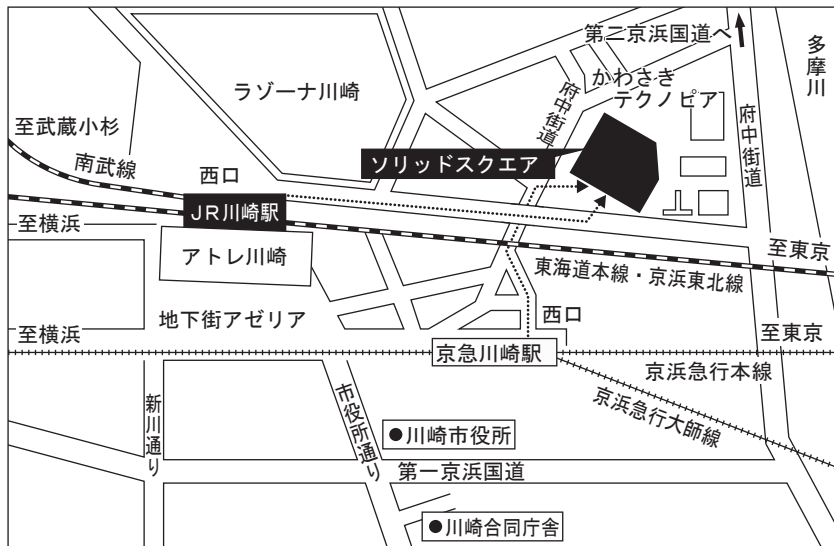 第二京浜国道へ
多摩川
ラゾーナ川崎
かわさき
テクノピア
府中街道
府中街道
至武蔵小杉
南武線
西口
ソリッドスクエア
JR川崎駅
至横浜
アトレ川崎
至東京
東海道本線・京浜東北線
地下街アゼリア
西口
至横浜
至東京
京急川崎駅
京浜急行本線
京浜急行大師線
新川通り
市役所通り
●川崎市役所
第一京浜国道
●川崎合同庁舎